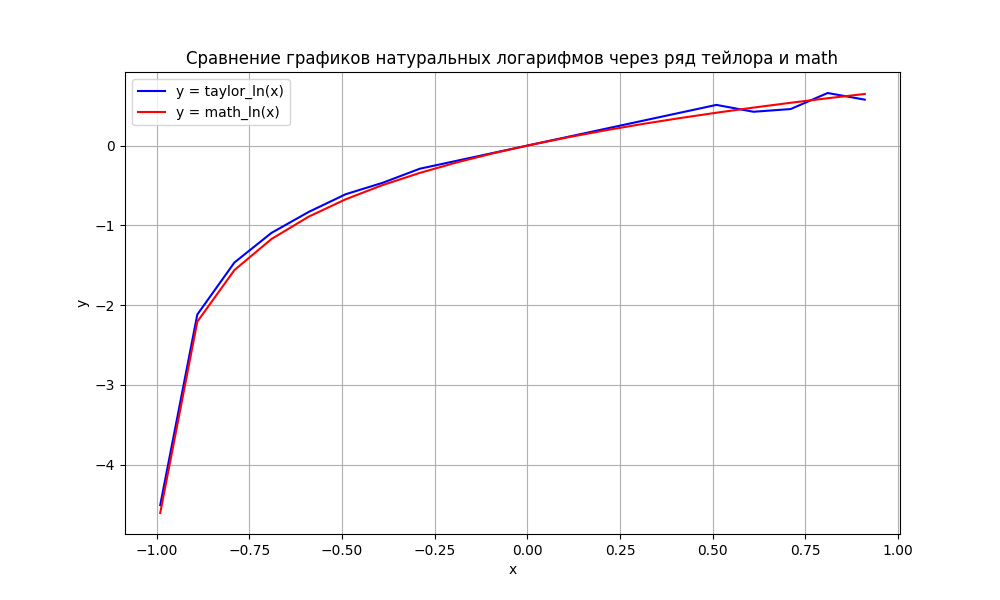 Сравнение графиков натуральных логарифмов через ряд тейлора и math
y = taylor_ln(x)
y = math_ln(x)
0
−1
−2
−3
−4
y
−1.00 −0.75 −0.50 −0.25 0.00 0.25 0.50 0.75 1.00
x